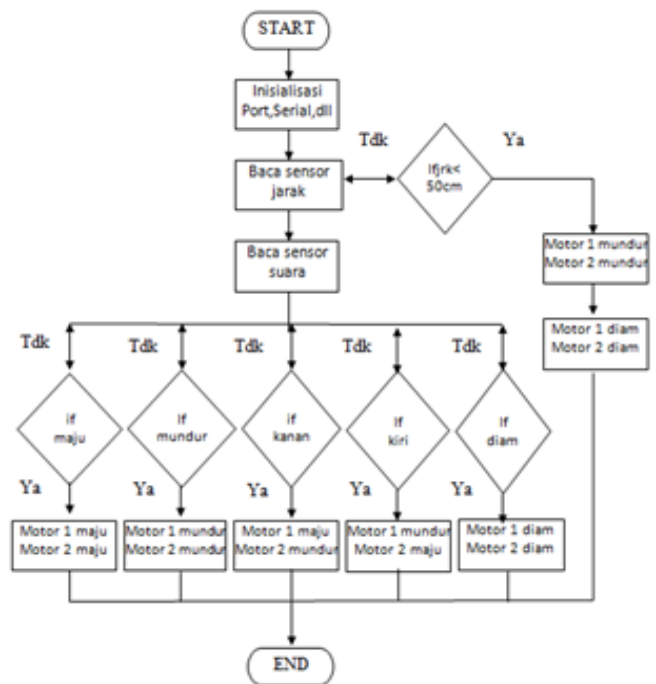 START
Inisialisasi
Port,Serial,dll
Tdk
Ya
Baca sensor
jarak
Ifjrk<
50cm
Baca sensor
suara
Motor 1 mundur
Motor 2 mundur
Motor 1 diam
Motor 2 diam
Tdk
Tdk
Tdk
Tdk
Tdk
if
maju
If
mundur
if
kanan
If
kiri
If
diam
Ya
Ya
Ya
Ya
Ya
Motor 1 maju
Motor 2 maju
Motor 1 mundur
Motor 2 mundur
Motor 1 maju
Motor 2 mundur
Motor 1 mundur
Motor 2 maju
Motor 1 diam
Motor 2 diam
END